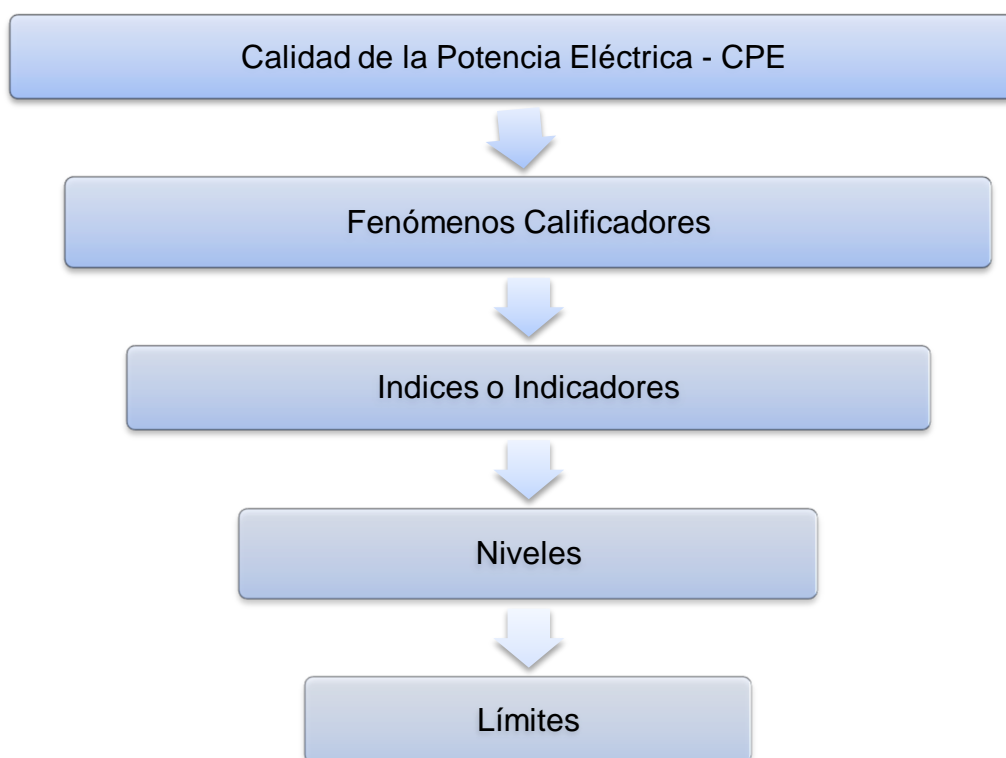 Calidad de la Potencia Eléctrica - CPE
Fenómenos Calificadores
Indices o Indicadores
Niveles
Límites